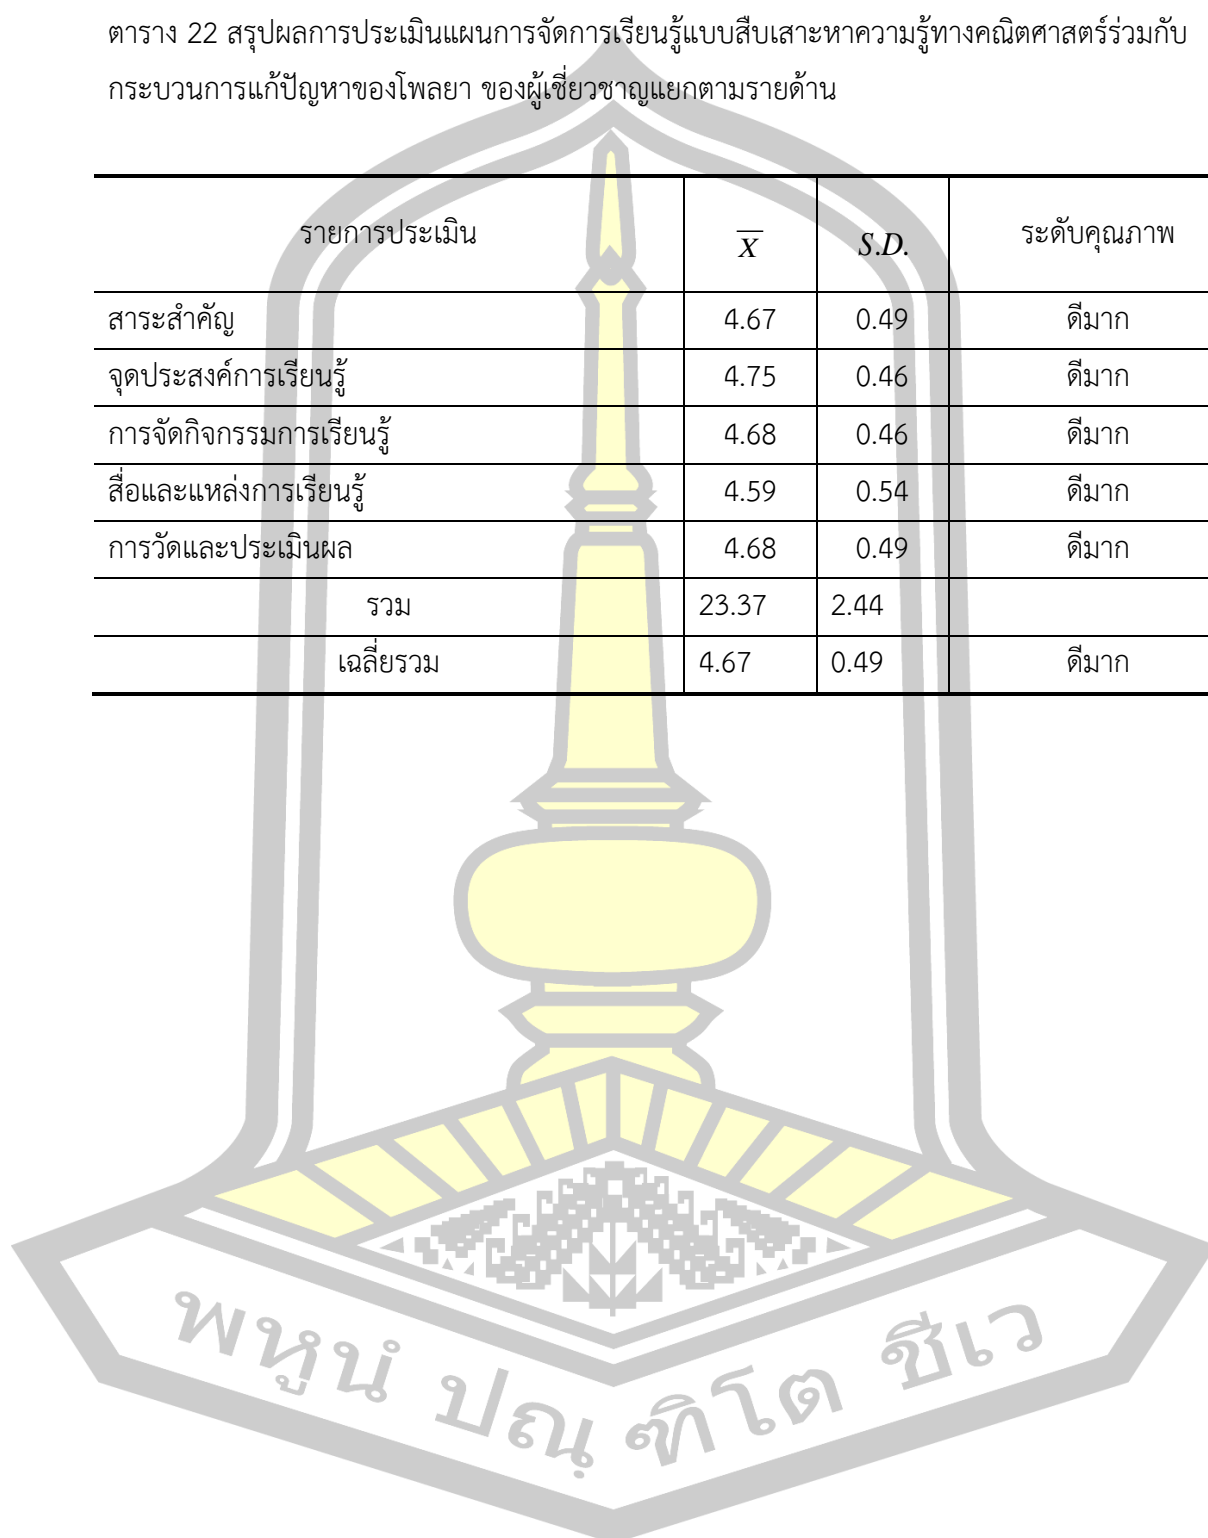 ตาราง 22 สรุปผลการประเมินแผนการจัดการเรียนรู้แบบสืบเสาะหาความรู้ทางคณิตศาสตร์ร่วมกับ
กระบวนการแก้ปัญหาของโพลยา ของผู้เชี่ยวชาญแยกตามรายด้าน
รายการประเมิน X̅ S.D. ระดับคุณภาพ
สาระสำคัญ 4.67 0.49 ดีมาก
จุดประสงค์การเรียนรู้ 4.75 0.46 ดีมาก
การจัดกิจกรรมการเรียนรู้ 4.68 0.46 ดีมาก
สื่อและแหล่งการเรียนรู้ 4.59 0.54 ดีมาก
การวัดและประเมินผล 4.68 0.49 ดีมาก
รวม 23.37 2.44
เฉลี่ยรวม 4.67 0.49 ดีมาก
พหูนํ ปณฺ ฑิโต ชีเว